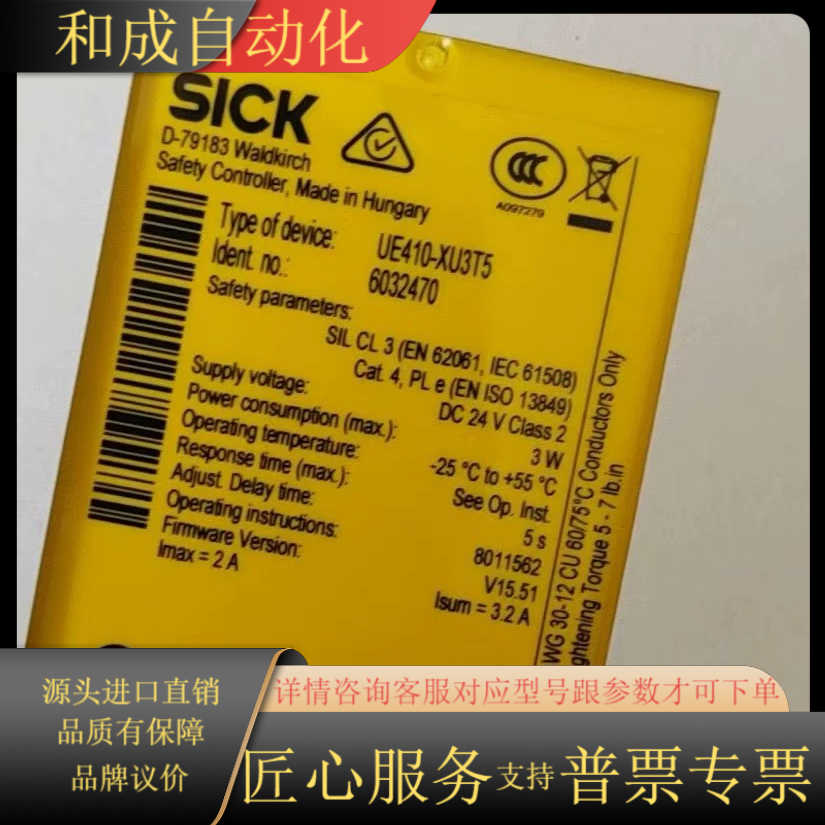 和成自动化
SICK
D-79183 Waldkirch
Safety Controller, Made in Hungary
A097279
Type of device: UE410-XU3T5
Ident. no.: 6032470
Safety parameters:
SIL CL 3 (EN 62061, IEC 61508)
Cat. 4, PL e (EN ISO 13849)
Supply voltage: DC 24 V Class 2
Power consumption (max.): 3 W
Operating temperature: -25 °C to +55 °C
Response time (max.): See Op. Inst.
Adjust. Delay time: 5 s
Operating instructions: 8011562
Firmware Version: V15.51
Imax = 2 A Isum = 3.2 A
WG 30-12 CU 60/75°C Conductors Only
ghtening Torque 5 - 7 lb.in
源头进口直销
品质有保障
品牌议价
详情咨询客服对应型号跟参数才可下单
匠心服务支持普票专票